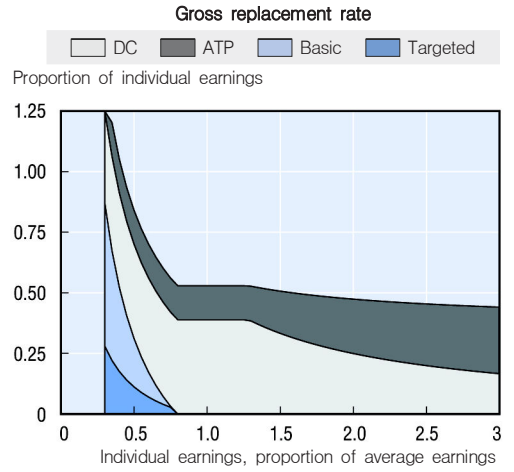 Gross replacement rate
DC ATP Basic Targeted
Proportion of individual earnings
1.25
1.00
0.75
0.50
0.25
0
0 0.5 1.0 1.5 2.0 2.5 3
Individual earnings, proportion of average earnings